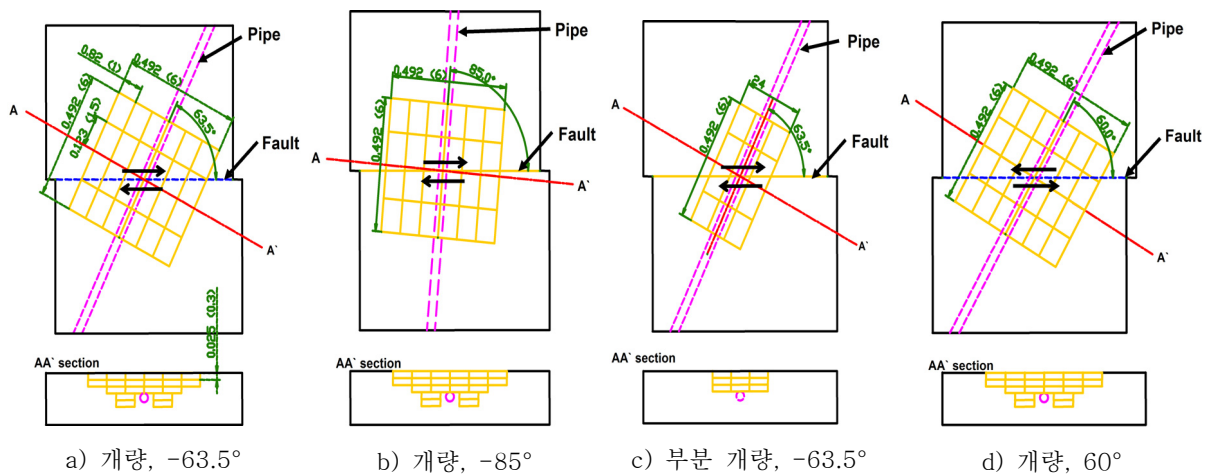 Pipe
Fault
A
A`
0.82 (1)
0.492 (6)
0.492 (6)
0.123 (1.5)
63.5°
0.025 (0.3)
AA` section
a) 개량, -63.5°
Pipe
Fault
A
A`
0.492 (6)
0.492 (6)
85.0°
AA` section
b) 개량, -85°
Pipe
Fault
A
A`
24
0.492 (6)
63.5°
AA` section
c) 부분 개량, -63.5°
Pipe
Fault
A
A`
0.492 (6)
60.0°
AA` section
d) 개량, 60°